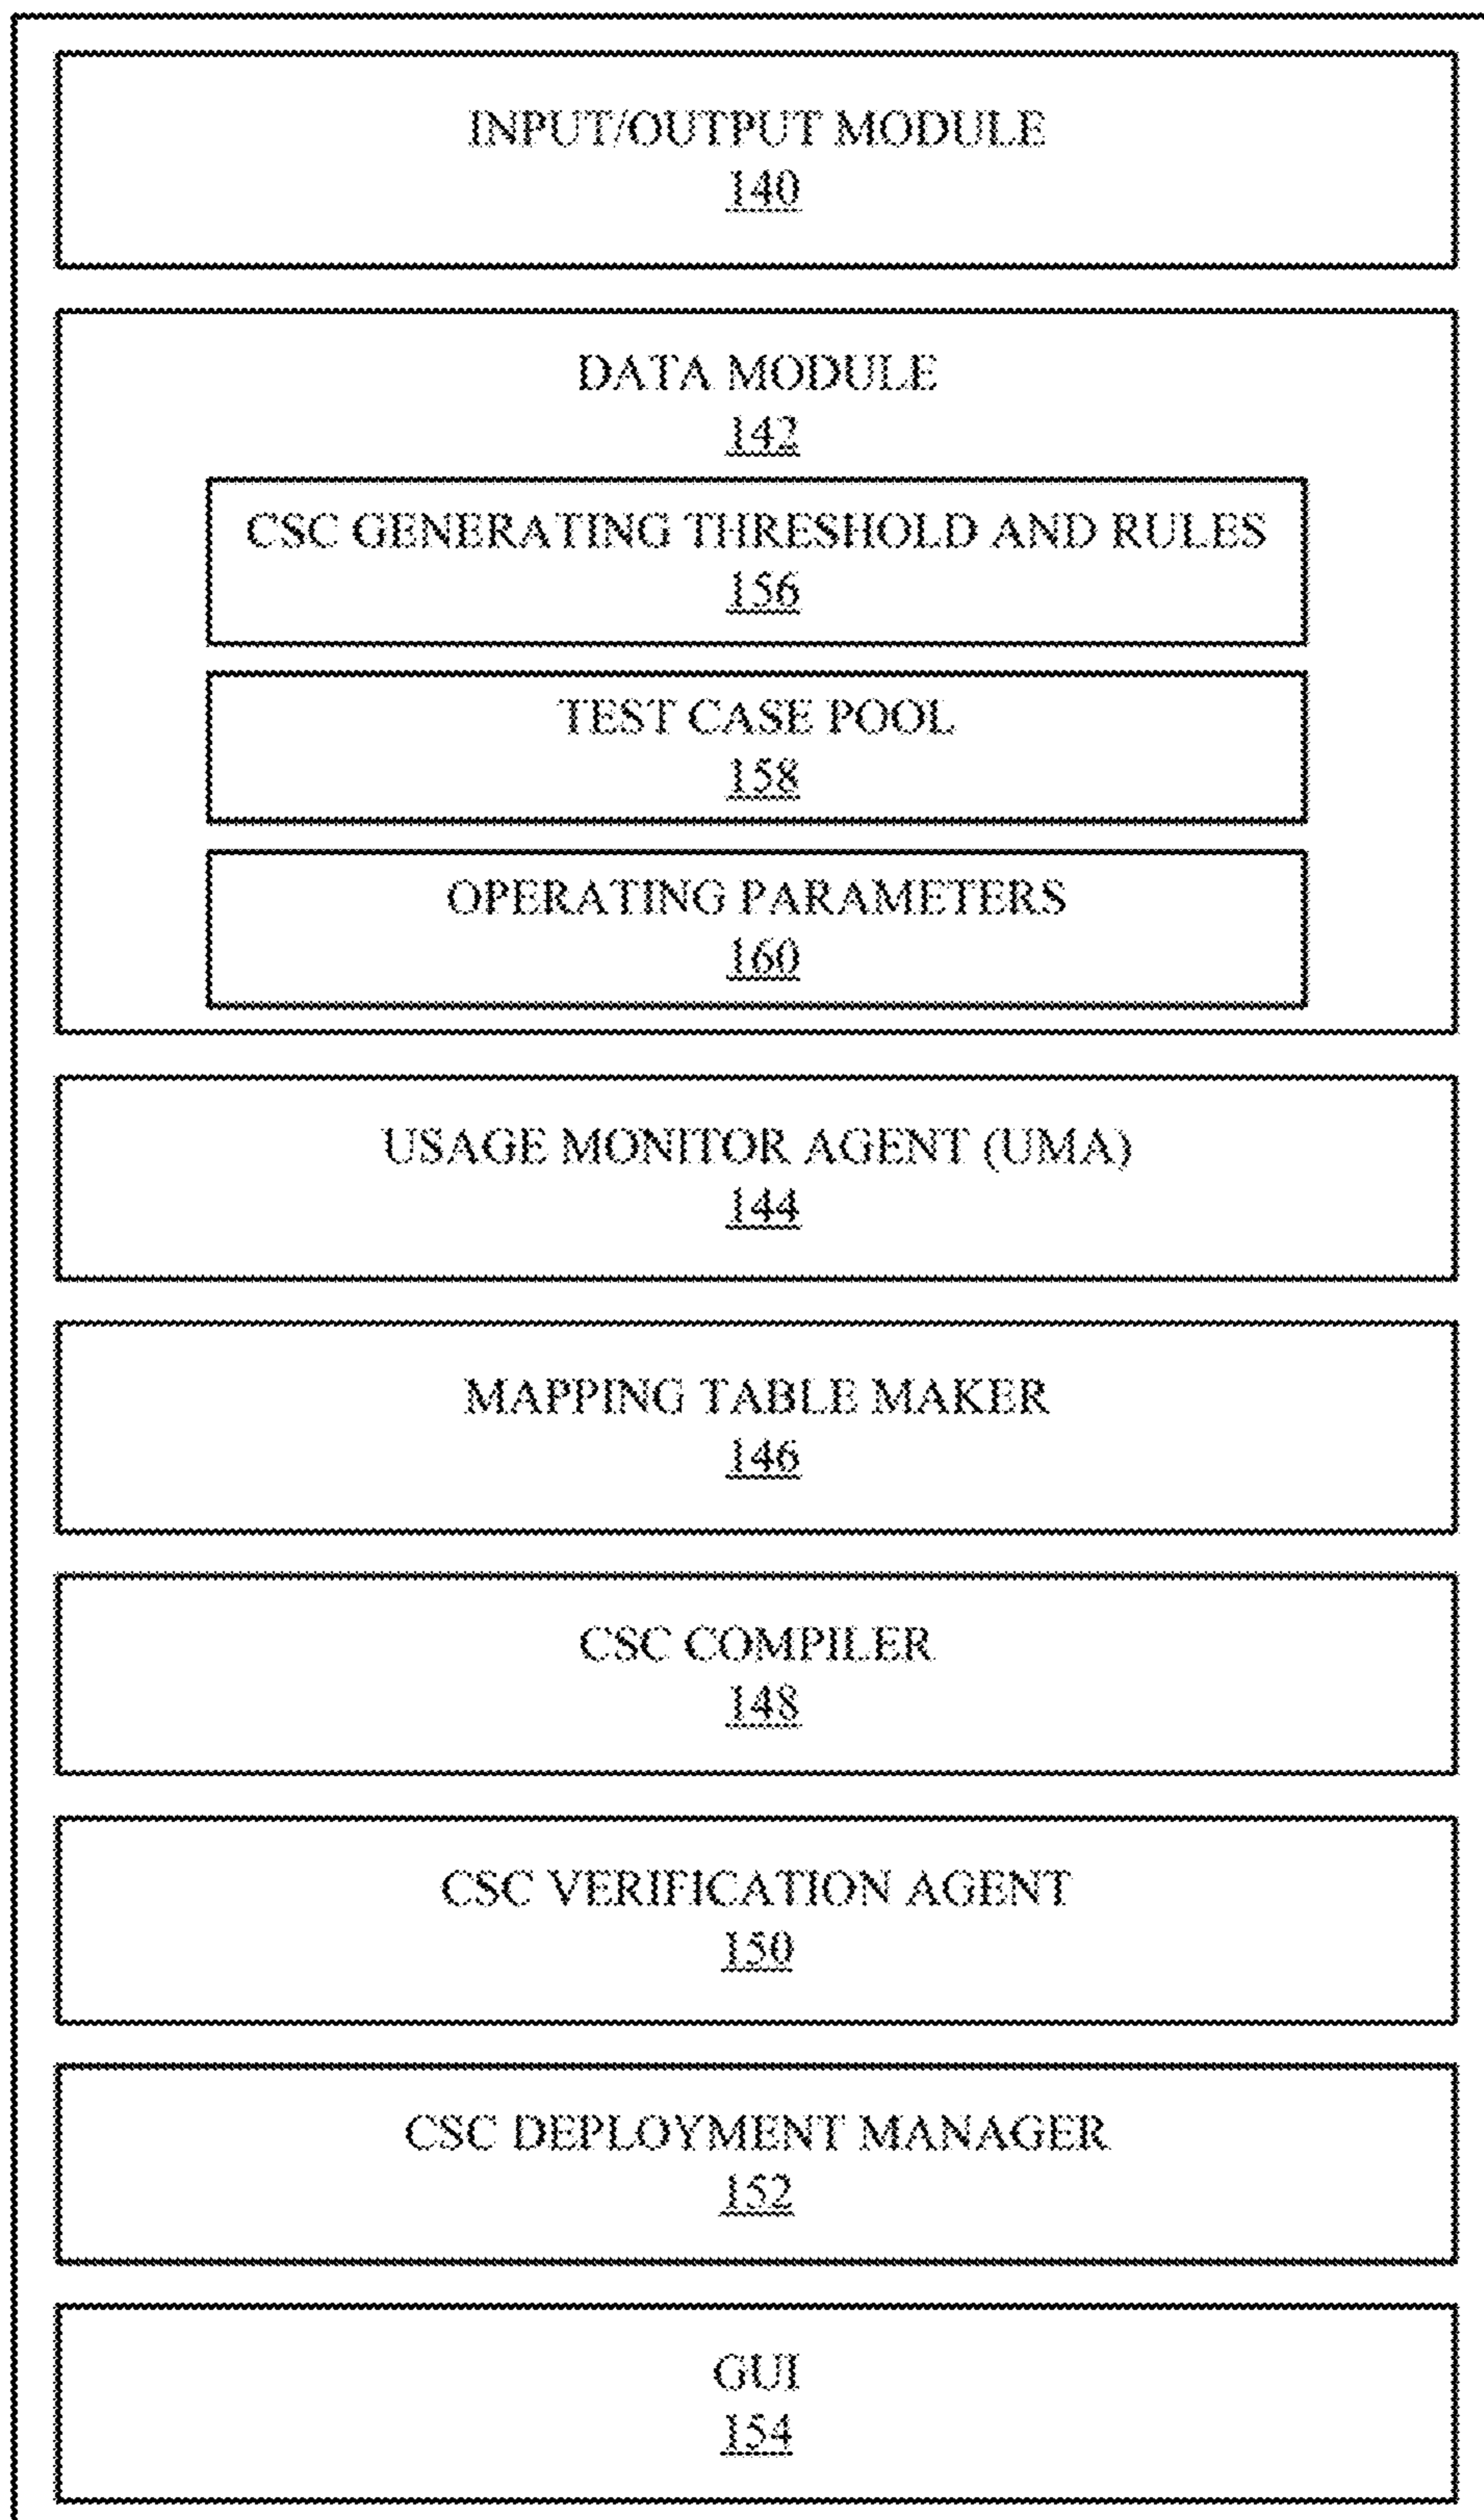 INPUT/OUTPUT MODULE
140
DATA MODULE
142
CSC GENERATING THRESHOLD AND RULES
156
TEST CASE POOL
158
OPERATING PARAMETERS
160
USAGE MONITOR AGENT (UMA)
144
MAPPING TABLE MAKER
146
CSC COMPILER
148
CSC VERIFICATION AGENT
150
CSC DEPLOYMENT MANAGER
152
GUI
154